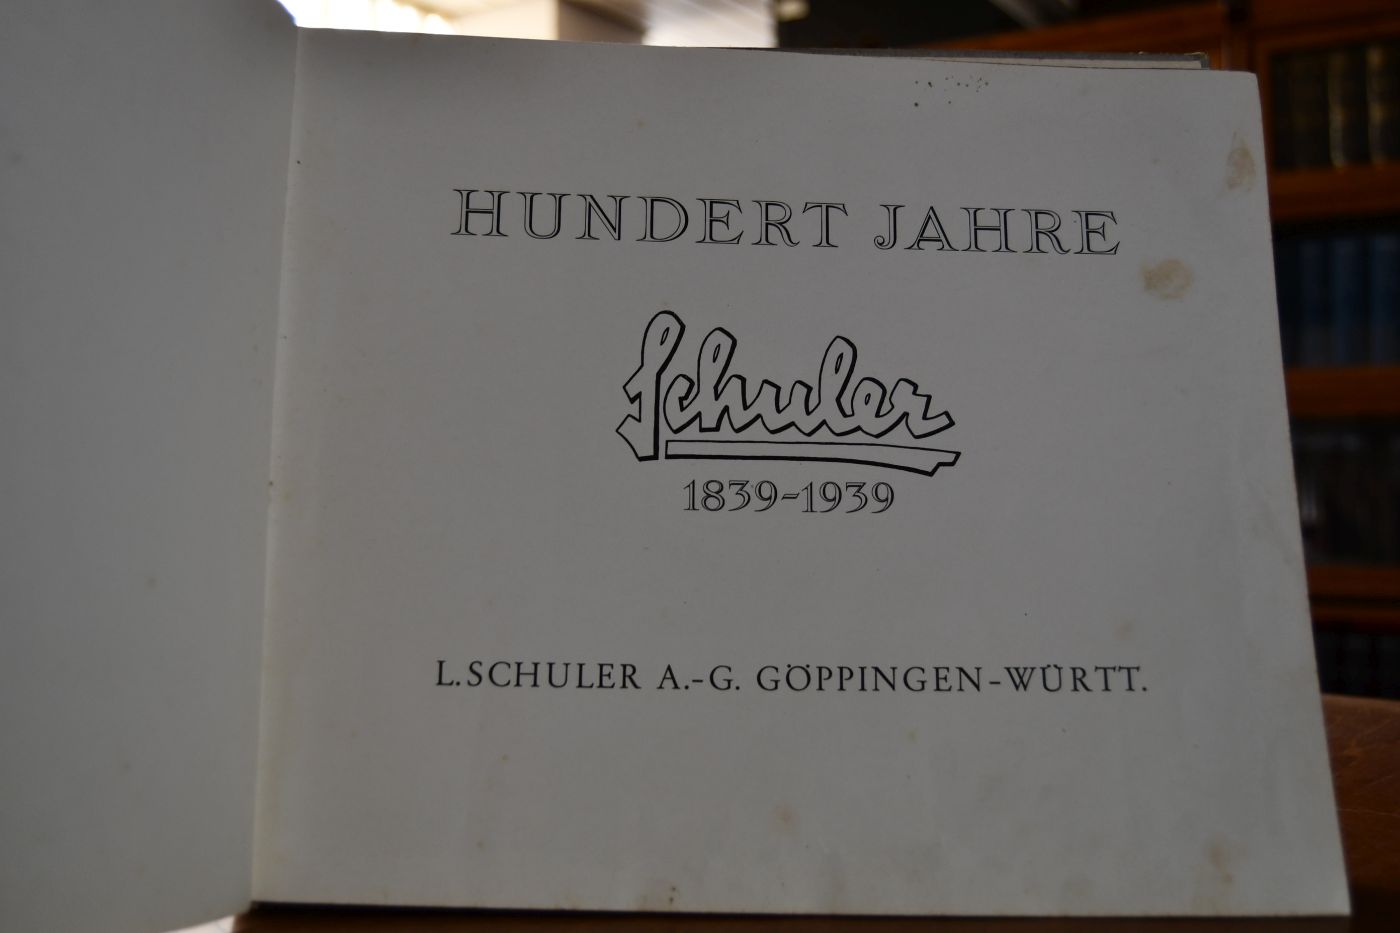 HUNDERT JAHRE
Schuler
1839-1939
L. SCHULER A.-G. GÖPPINGEN-WÜRTT.